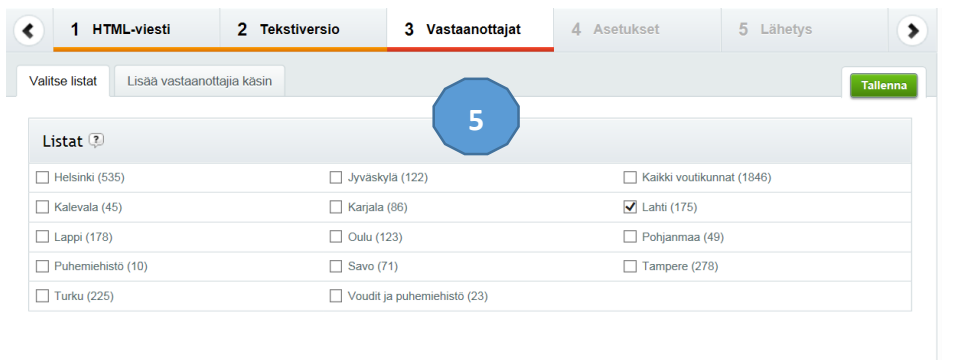 1 HTML-viesti 2 Tekstiversio 3 Vastaanottajat 4 Asetukset 5 Lähetys
Valitse listat Lisää vastaanottajia käsin Tallenna
5
Listat ?
Helsinki (535) Jyväskylä (122) Kaikki voutikunnat (1846)
Kalevala (45) Karjala (86) Lahti (175)
Lappi (178) Oulu (123) Pohjanmaa (49)
Puhemiehistö (10) Savo (71) Tampere (278)
Turku (225) Voudit ja puhemiehistö (23)